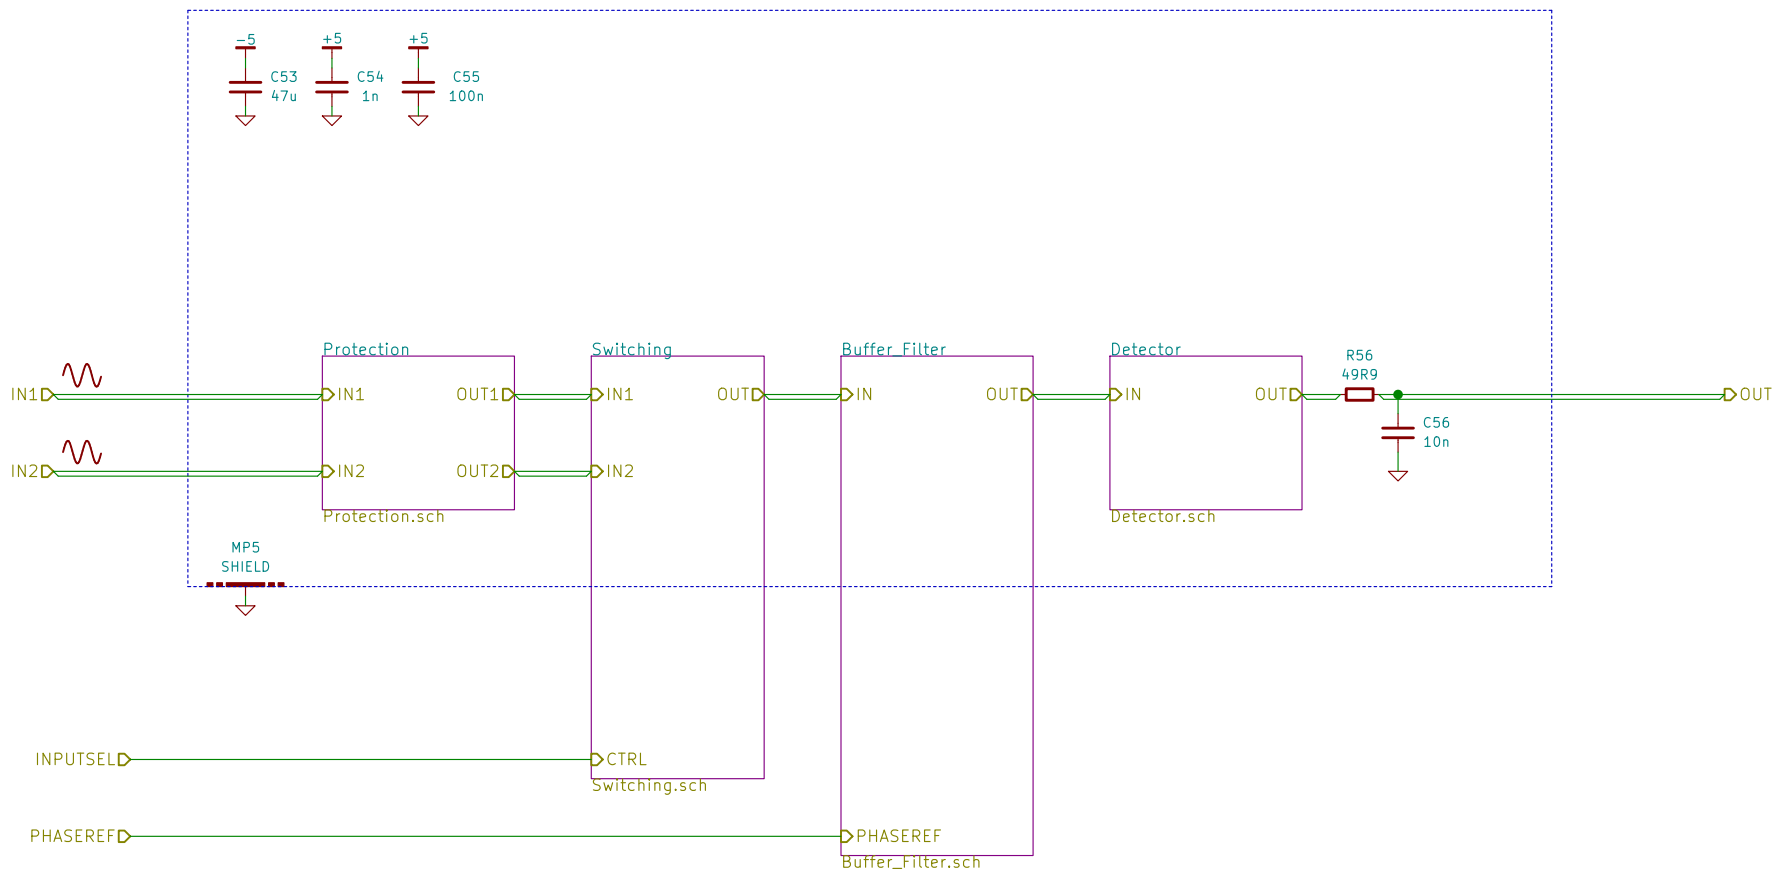 -5
+5
+5
C53
47u
C54
1n
C55
100n
Protection
Switching
Buffer_Filter
Detector
R56
49R9
IN1
IN1
OUT1
IN1
OUT
IN
OUT
IN
OUT
OUT
C56
10n
IN2
IN2
OUT2
IN2
Protection.sch
Detector.sch
MP5
SHIELD
INPUTSEL
CTRL
Switching.sch
PHASEREF
PHASEREF
Buffer_Filter.sch